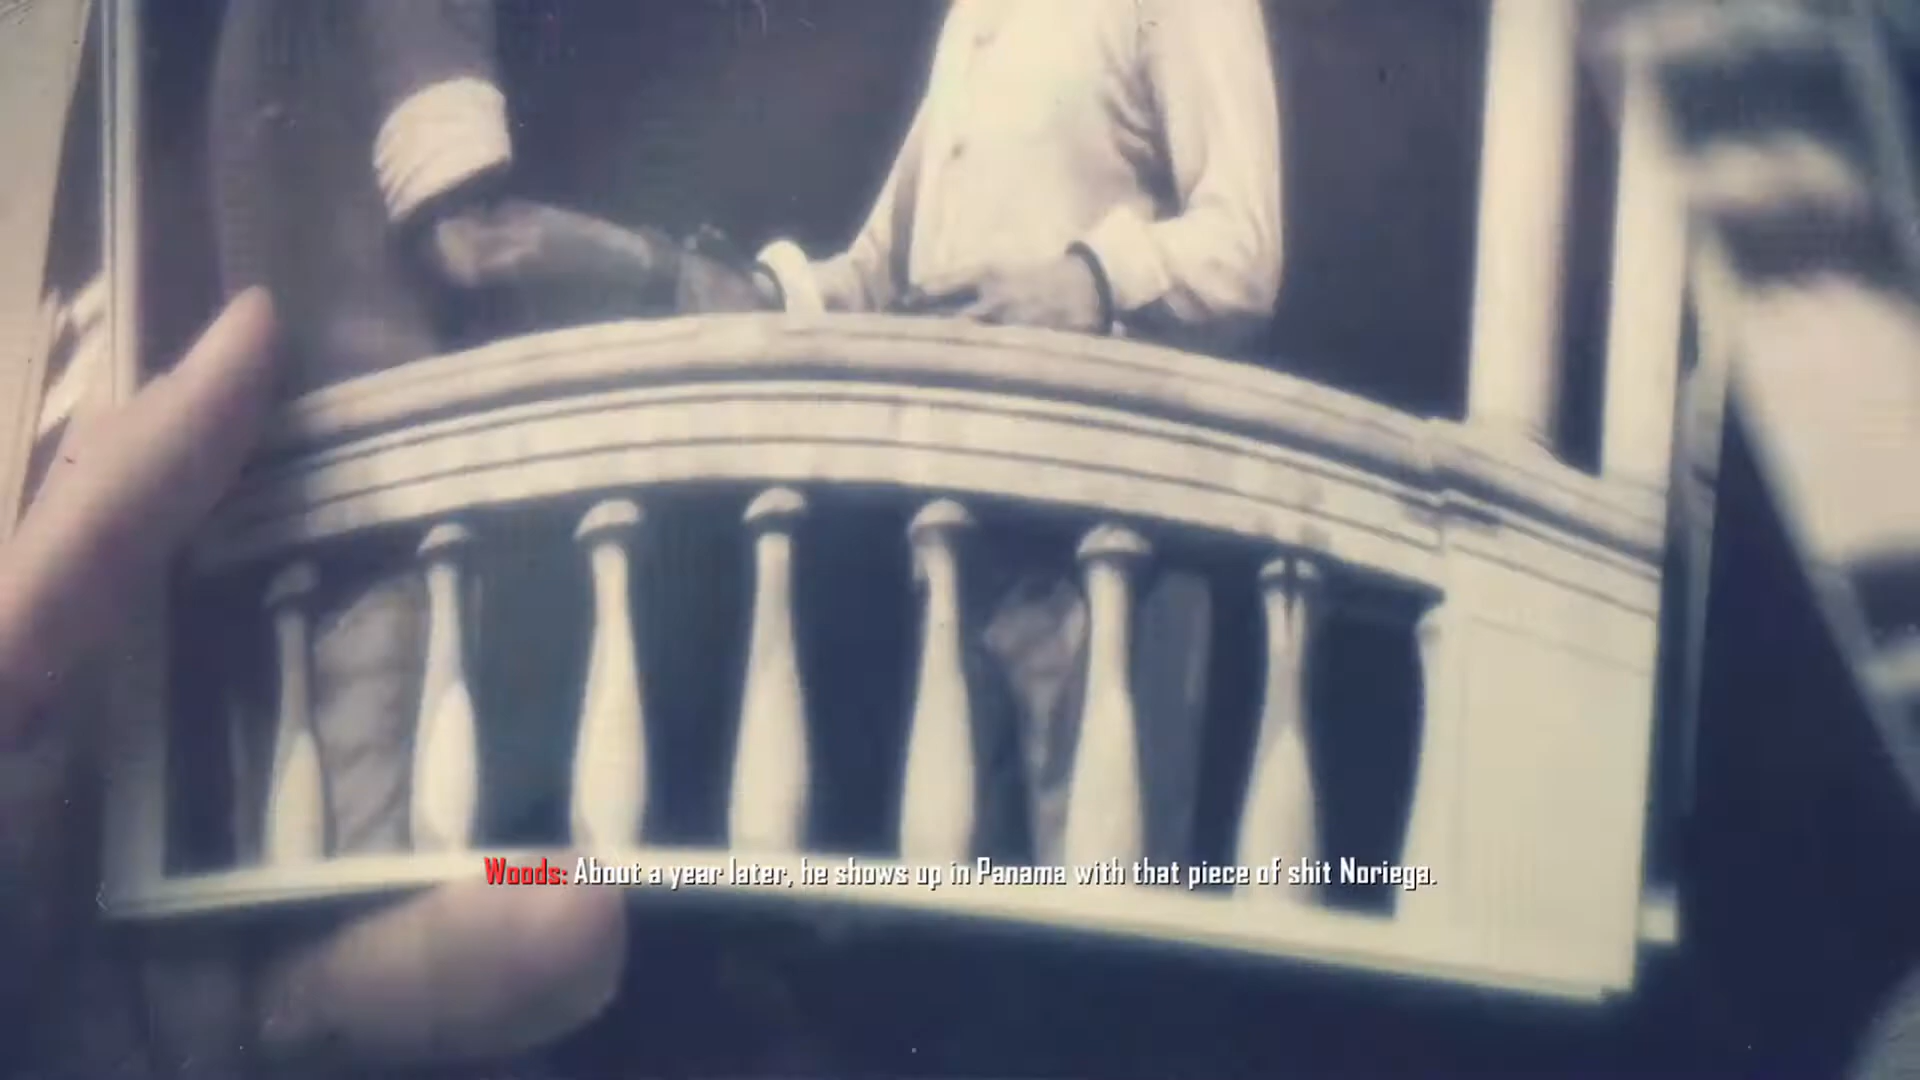 Woods: About a year later, he shows up in Panama with that piece of shit Noriega.